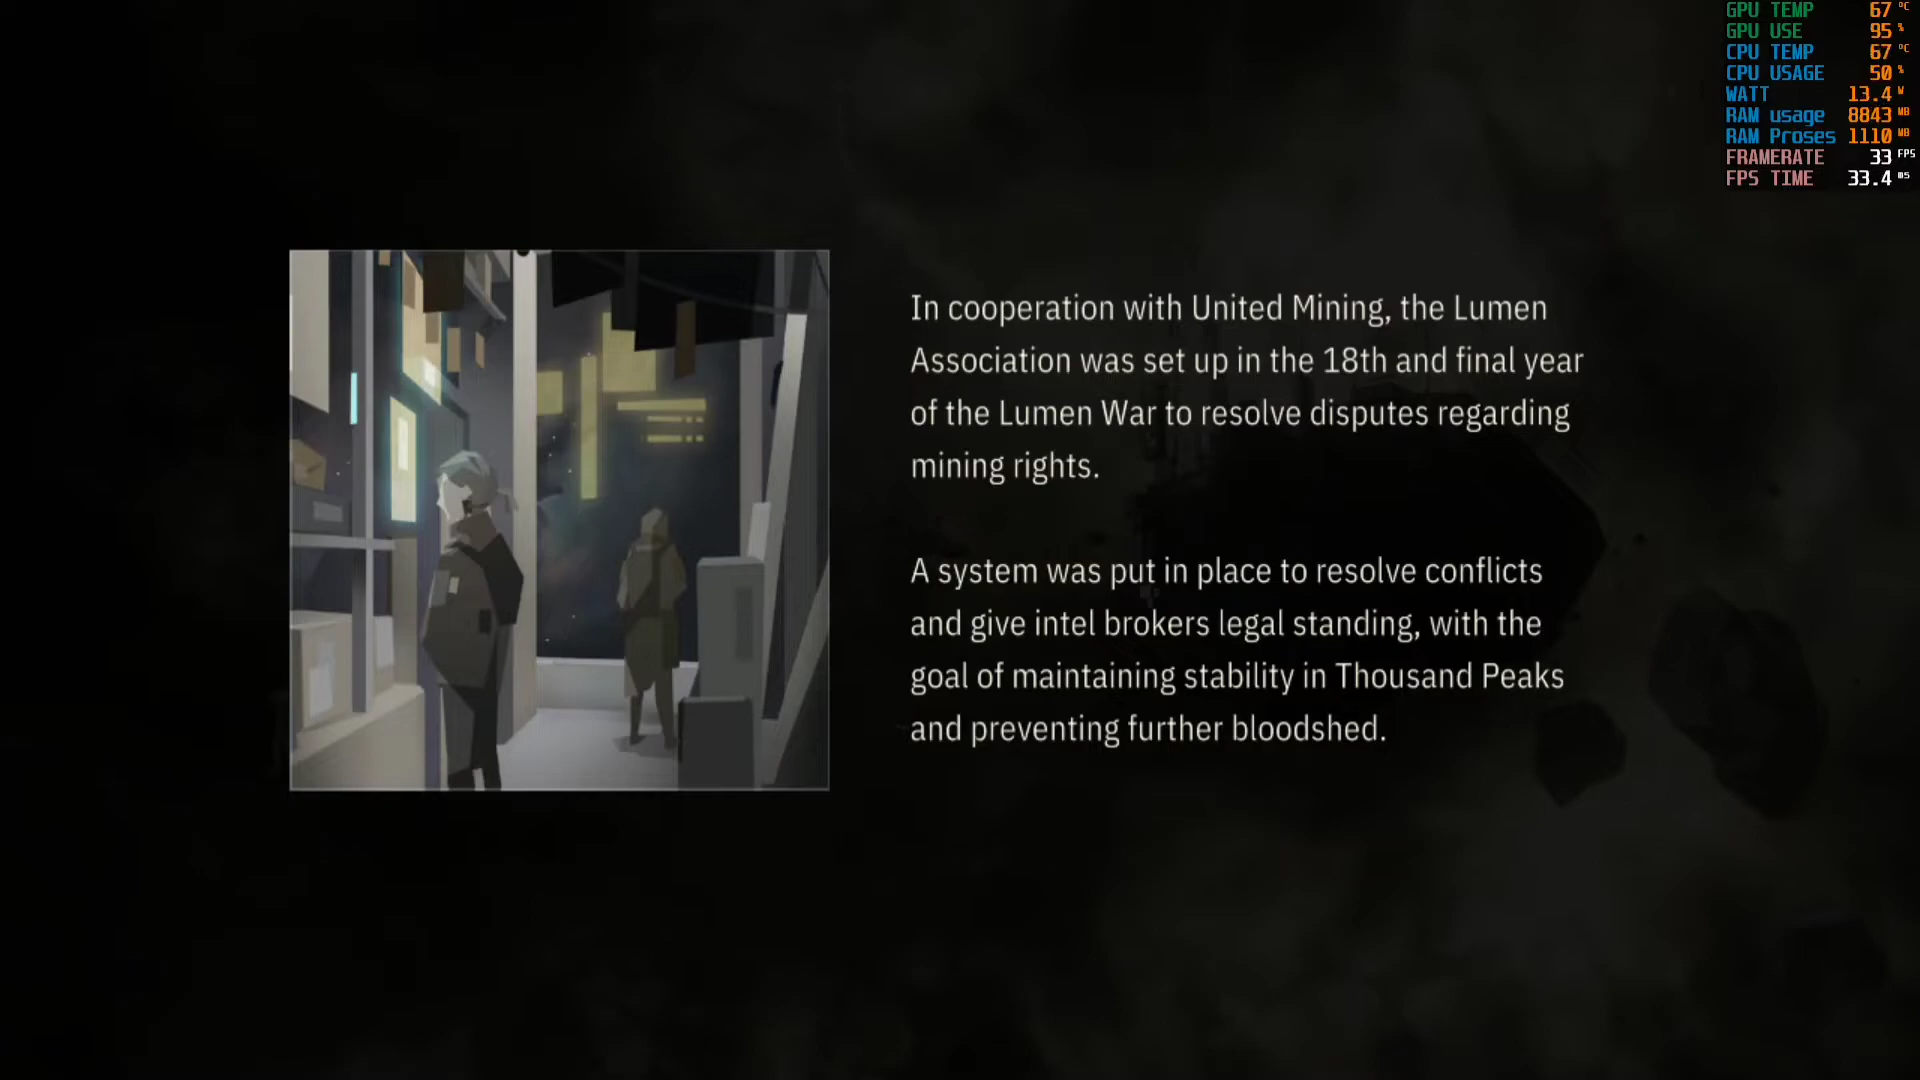 GPU TEMP 67 °C
GPU USE 95 %
CPU TEMP 67 °C
CPU USAGE 50 %
WATT 13.4 W
RAM usage 8843 MB
RAM Proses 1110 MB
FRAMERATE 33 FPS
FPS TIME 33.4 ms
In cooperation with United Mining, the Lumen
Association was set up in the 18th and final year
of the Lumen War to resolve disputes regarding
mining rights.
A system was put in place to resolve conflicts
and give intel brokers legal standing, with the
goal of maintaining stability in Thousand Peaks
and preventing further bloodshed.